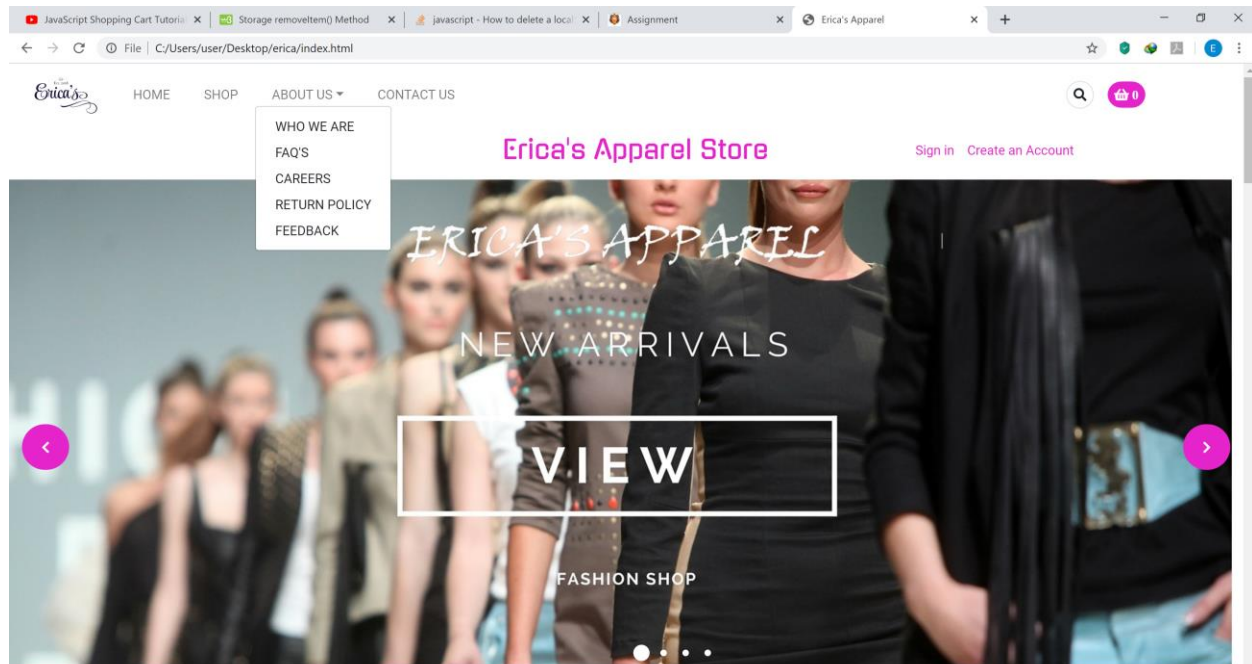 JavaScript Shopping Cart Tutoria
Storage removeItem() Method
javascript - How to delete a local
Assignment
Erica's Apparel
File | C:/Users/user/Desktop/erica/index.html
E
Erica's
HOME SHOP ABOUT US CONTACT US
0
WHO WE ARE
FAQ'S
CAREERS
RETURN POLICY
FEEDBACK
Erica's Apparel Store
Sign in Create an Account
ERICA'S APPAREL
NEW ARRIVALS
VIEW
FASHION SHOP